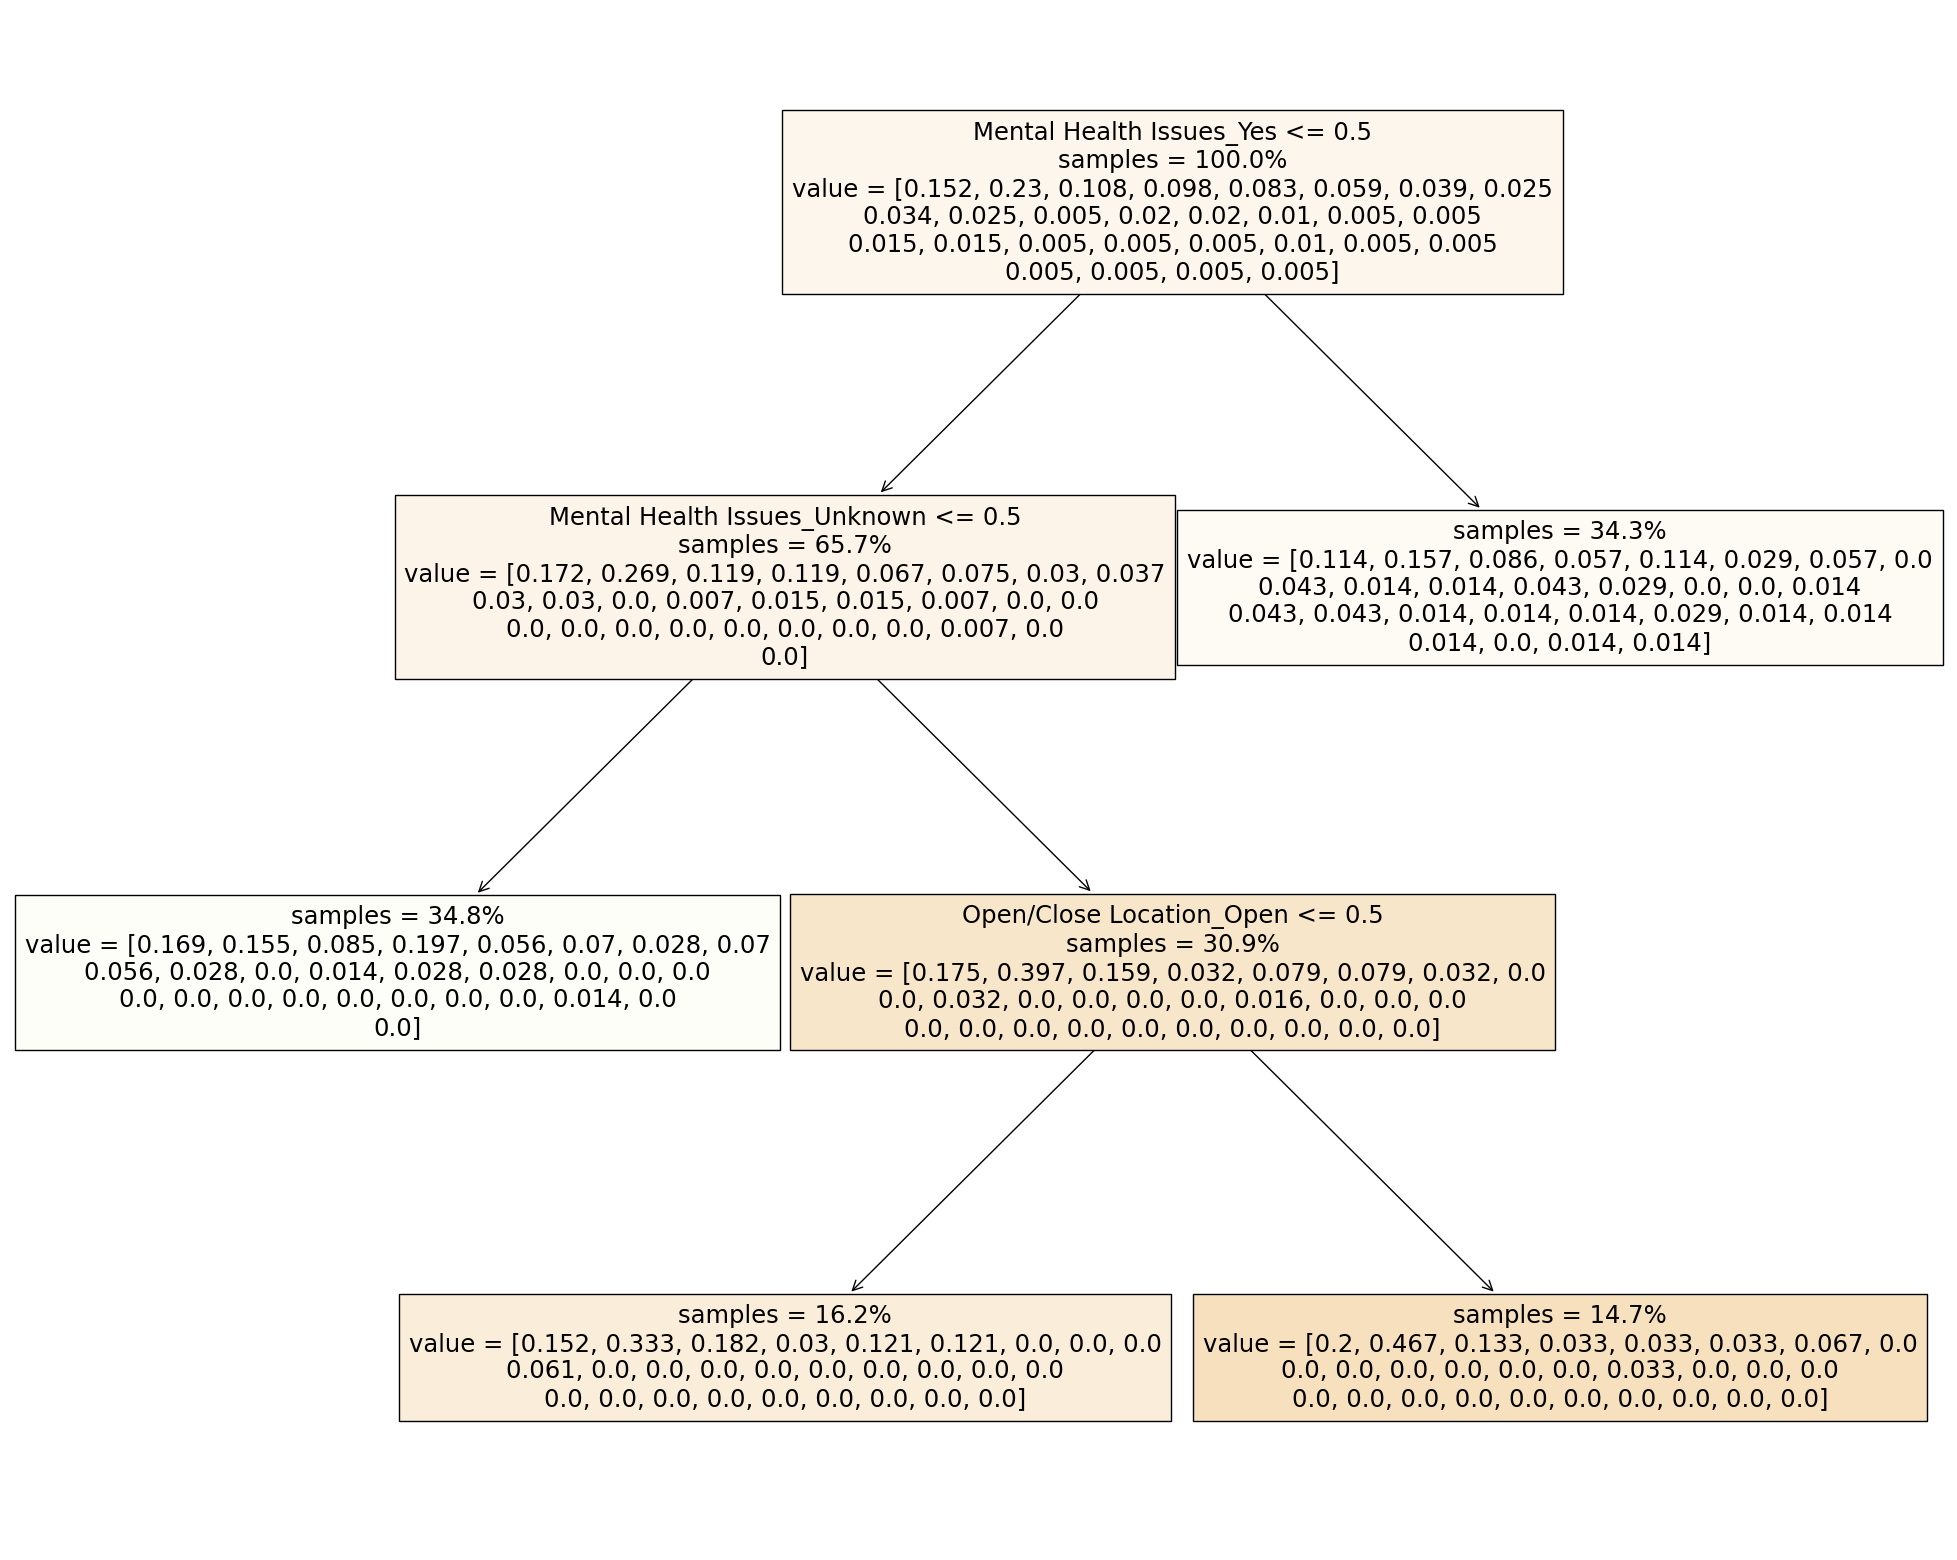 Mental Health Issues_Yes <= 0.5
samples = 100.0%
value = [0.152, 0.23, 0.108, 0.098, 0.083, 0.059, 0.039, 0.025
0.034, 0.025, 0.005, 0.02, 0.02, 0.01, 0.005, 0.005
0.015, 0.015, 0.005, 0.005, 0.005, 0.01, 0.005, 0.005
0.005, 0.005, 0.005, 0.005]
Mental Health Issues_Unknown <= 0.5
samples = 65.7%
value = [0.172, 0.269, 0.119, 0.119, 0.067, 0.075, 0.03, 0.037
0.03, 0.03, 0.0, 0.007, 0.015, 0.015, 0.007, 0.0, 0.0
0.0, 0.0, 0.0, 0.0, 0.0, 0.0, 0.0, 0.0, 0.007, 0.0
0.0]
samples = 34.3%
value = [0.114, 0.157, 0.086, 0.057, 0.114, 0.029, 0.057, 0.0
0.043, 0.014, 0.014, 0.043, 0.029, 0.0, 0.0, 0.014
0.043, 0.043, 0.014, 0.014, 0.014, 0.029, 0.014, 0.014
0.014, 0.0, 0.014, 0.014]
samples = 34.8%
value = [0.169, 0.155, 0.085, 0.197, 0.056, 0.07, 0.028, 0.07
0.056, 0.028, 0.0, 0.014, 0.028, 0.028, 0.0, 0.0, 0.0
0.0, 0.0, 0.0, 0.0, 0.0, 0.0, 0.0, 0.0, 0.014, 0.0
0.0]
Open/Close Location_Open <= 0.5
samples = 30.9%
value = [0.175, 0.397, 0.159, 0.032, 0.079, 0.079, 0.032, 0.0
0.0, 0.032, 0.0, 0.0, 0.0, 0.0, 0.016, 0.0, 0.0, 0.0
0.0, 0.0, 0.0, 0.0, 0.0, 0.0, 0.0, 0.0, 0.0, 0.0]
samples = 16.2%
value = [0.152, 0.333, 0.182, 0.03, 0.121, 0.121, 0.0, 0.0, 0.0
0.061, 0.0, 0.0, 0.0, 0.0, 0.0, 0.0, 0.0, 0.0, 0.0
0.0, 0.0, 0.0, 0.0, 0.0, 0.0, 0.0, 0.0, 0.0]
samples = 14.7%
value = [0.2, 0.467, 0.133, 0.033, 0.033, 0.033, 0.067, 0.0
0.0, 0.0, 0.0, 0.0, 0.0, 0.0, 0.033, 0.0, 0.0, 0.0
0.0, 0.0, 0.0, 0.0, 0.0, 0.0, 0.0, 0.0, 0.0, 0.0]